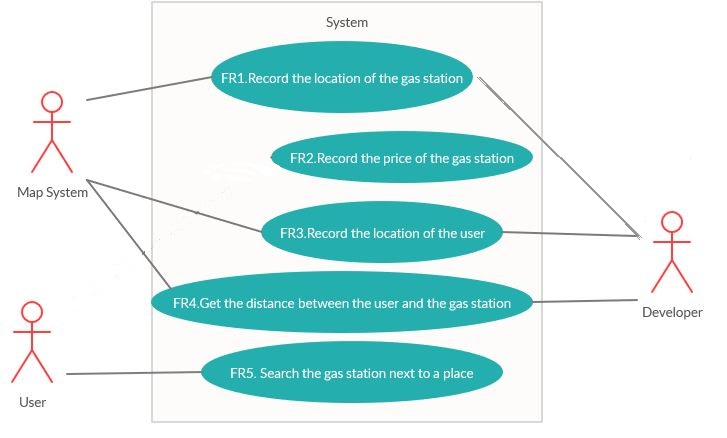 System
FR1.Record the location of the gas station
FR2.Record the price of the gas station
Map System
FR3.Record the location of the user
FR4.Get the distance between the user and the gas station
Developer
FR5. Search the gas station next to a place
User